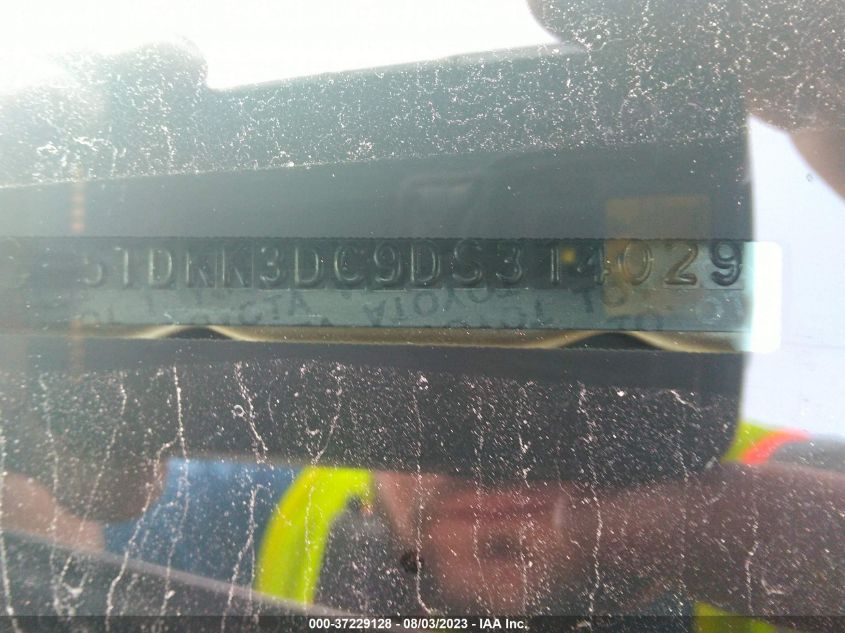 5TDKK3DC9DS314029
000-37229128 - 08/03/2023 - IAA Inc.